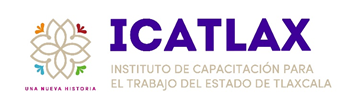 ICATLAX
INSTITUTO DE CAPACITACIÓN PARA
EL TRABAJO DEL ESTADO DE TLAXCALA
UNA NUEVA HISTORIA